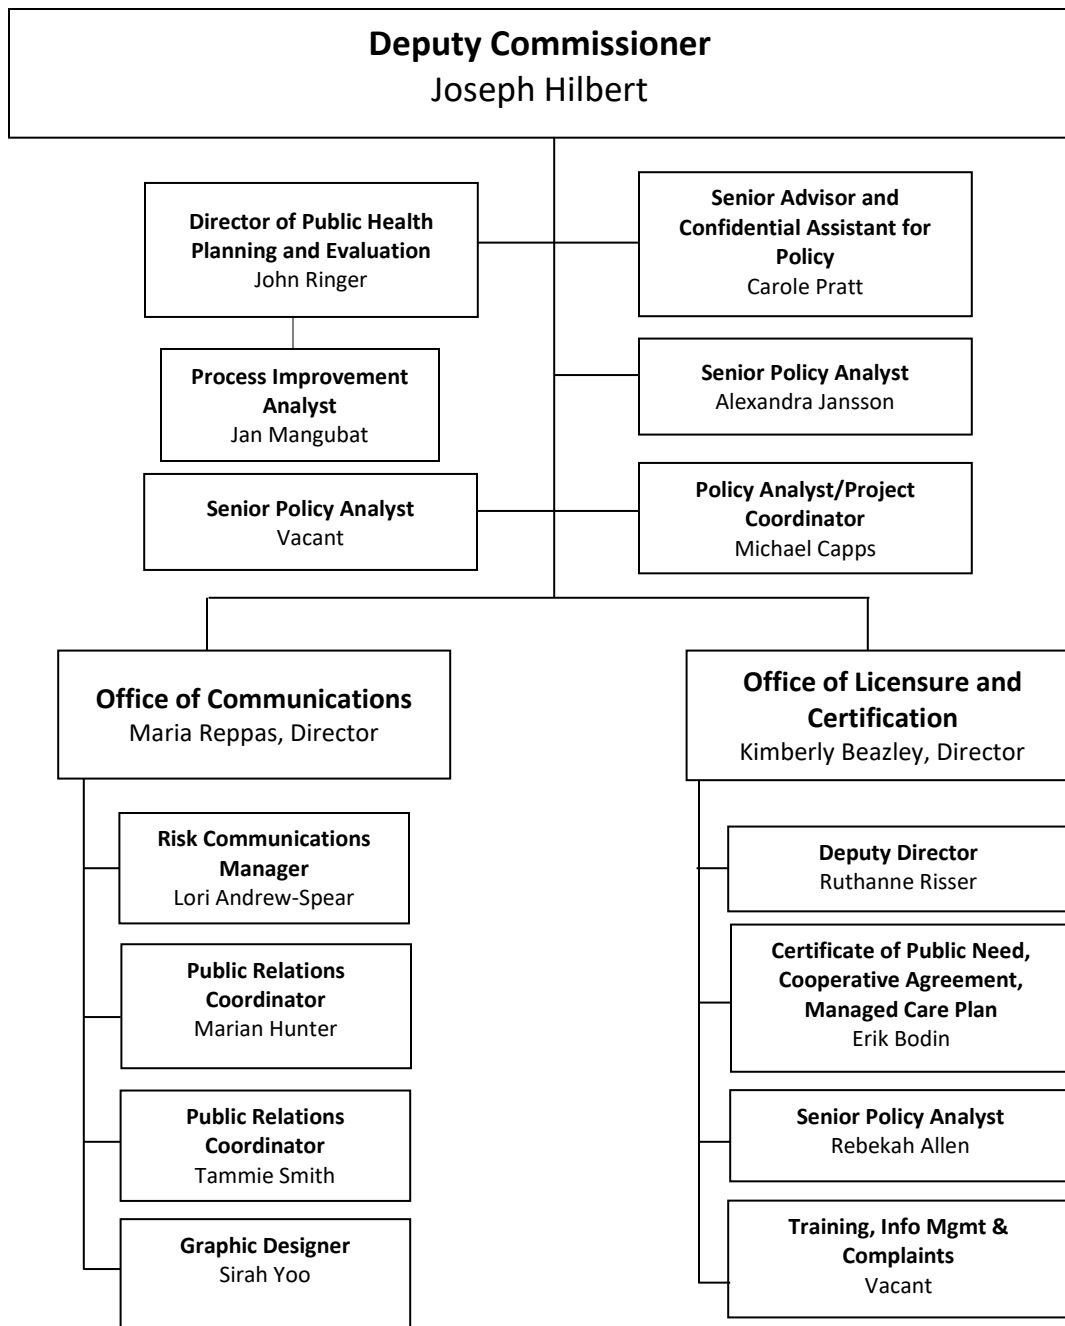 Deputy Commissioner
Joseph Hilbert
Director of Public Health
Planning and Evaluation
John Ringer
Senior Advisor and
Confidential Assistant for
Policy
Carole Pratt
Process Improvement
Analyst
Jan Mangubat
Senior Policy Analyst
Alexandra Jansson
Senior Policy Analyst
Vacant
Policy Analyst/Project
Coordinator
Michael Capps
Office of Communications
Maria Reppas, Director
Risk Communications
Manager
Lori Andrew-Spear
Public Relations
Coordinator
Marian Hunter
Public Relations
Coordinator
Tammie Smith
Graphic Designer
Sirah Yoo
Office of Licensure and
Certification
Kimberly Beazley, Director
Deputy Director
Ruthanne Risser
Certificate of Public Need,
Cooperative Agreement,
Managed Care Plan
Erik Bodin
Senior Policy Analyst
Rebekah Allen
Training, Info Mgmt &
Complaints
Vacant